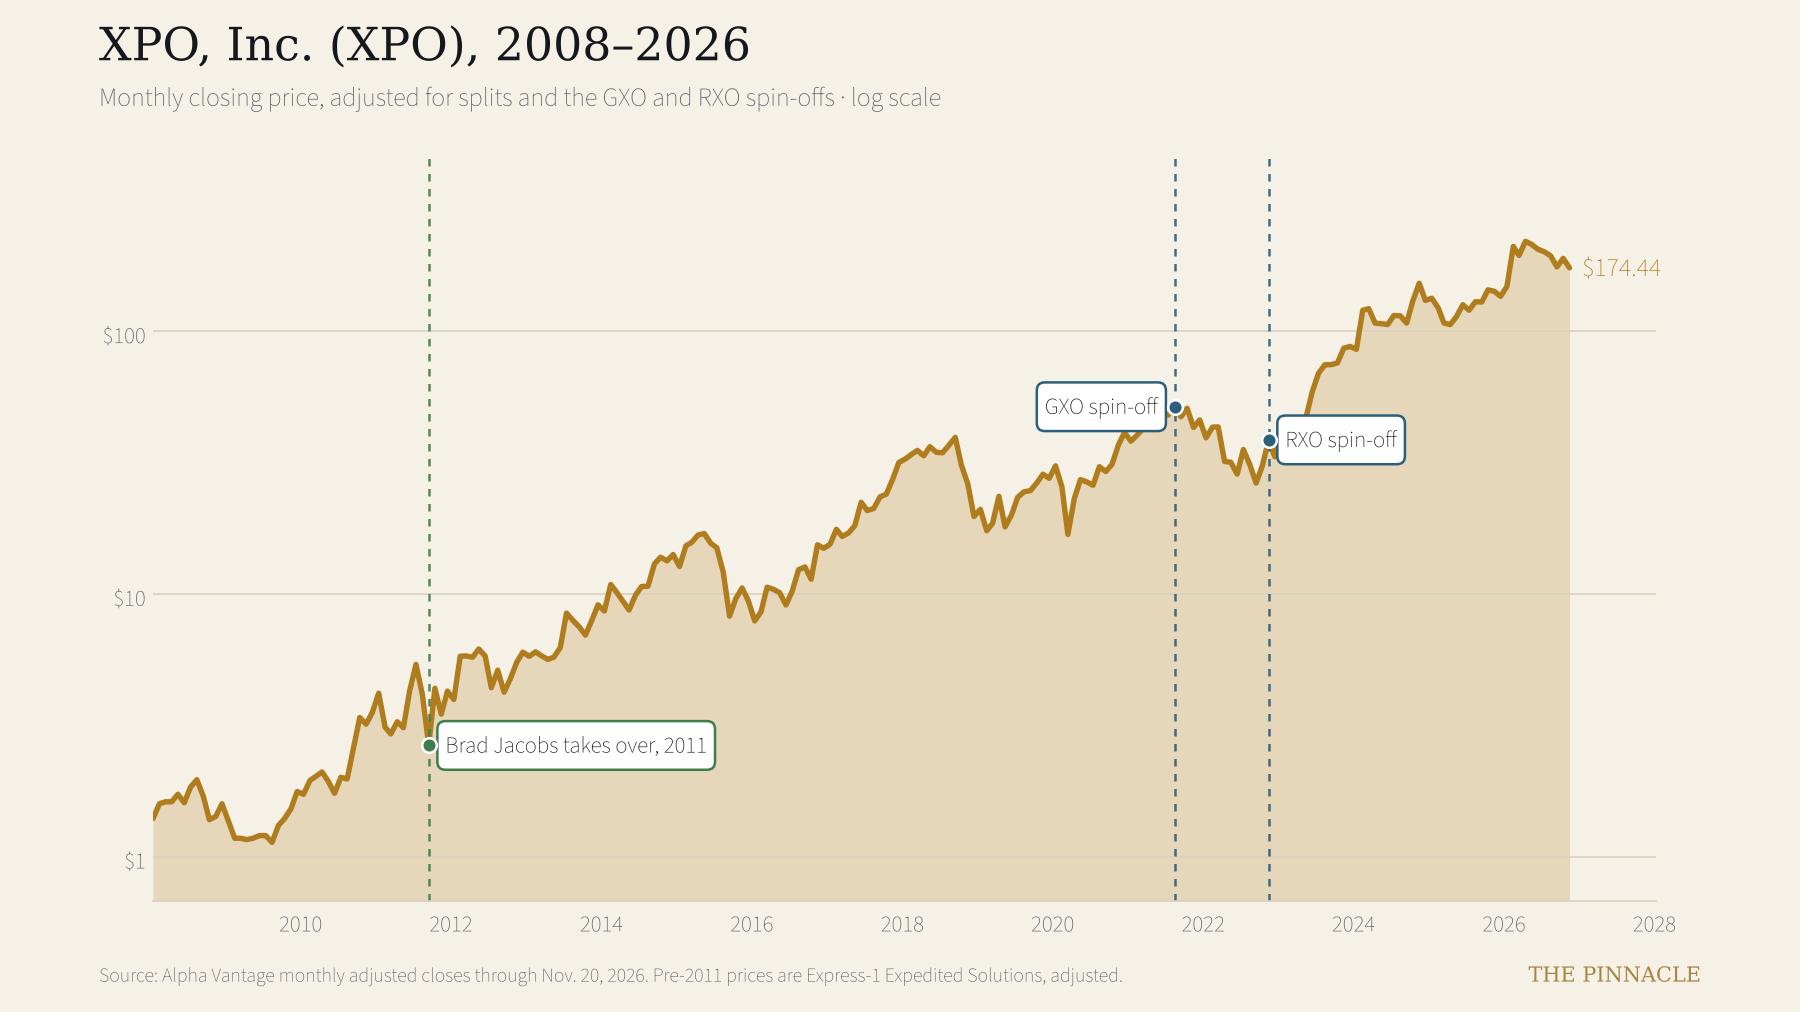 XPO, Inc. (XPO), 2008–2026
Monthly closing price, adjusted for splits and the GXO and RXO spin-offs · log scale
$174.44
$100
GXO spin-off
RXO spin-off
$10
Brad Jacobs takes over, 2011
$1
2010 2012 2014 2016 2018 2020 2022 2024 2026 2028
Source: Alpha Vantage monthly adjusted closes through Nov. 20, 2026. Pre-2011 prices are Express-1 Expedited Solutions, adjusted.
THE PINNACLE